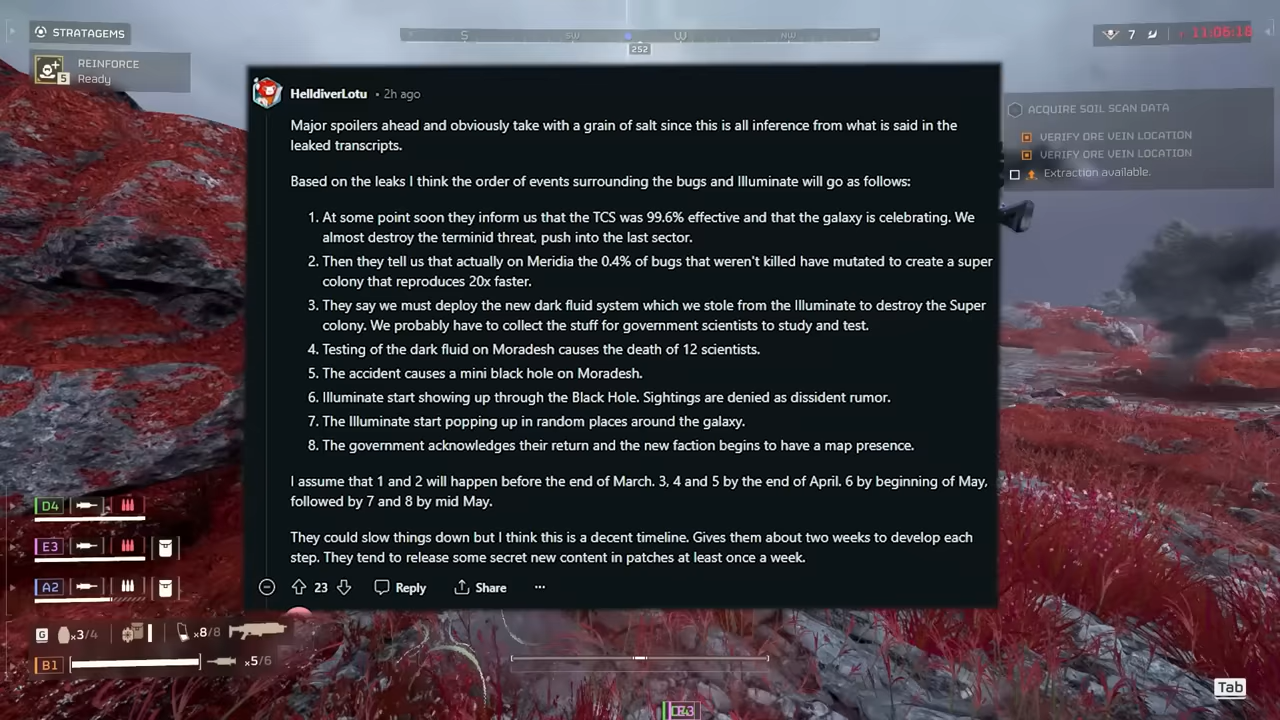 STRATAGEMS
S
SW
W
NW
252
7
11:05:18
REINFORCE
Ready
5
HelldiverLotu • 2h ago
Major spoilers ahead and obviously take with a grain of salt since this is all inference from what is said in the
leaked transcripts.
Based on the leaks I think the order of events surrounding the bugs and Illuminate will go as follows:
1. At some point soon they inform us that the TCS was 99.6% effective and that the galaxy is celebrating. We
almost destroy the terminid threat, push into the last sector.
2. Then they tell us that actually on Meridia the 0.4% of bugs that weren't killed have mutated to create a super
colony that reproduces 20x faster.
3. They say we must deploy the new dark fluid system which we stole from the Illuminate to destroy the Super
colony. We probably have to collect the stuff for government scientists to study and test.
4. Testing of the dark fluid on Moradesh causes the death of 12 scientists.
5. The accident causes a mini black hole on Moradesh.
6. Illuminate start showing up through the Black Hole. Sightings are denied as dissident rumor.
7. The Illuminate start popping up in random places around the galaxy.
8. The government acknowledges their return and the new faction begins to have a map presence.
I assume that 1 and 2 will happen before the end of March. 3, 4 and 5 by the end of April. 6 by beginning of May,
followed by 7 and 8 by mid May.
They could slow things down but I think this is a decent timeline. Gives them about two weeks to develop each
step. They tend to release some secret new content in patches at least once a week.
23
Reply
Share
ACQUIRE SOIL SCAN DATA
VERIFY ORE VEIN LOCATION
VERIFY ORE VEIN LOCATION
Extraction available.
D4
E3
A2
G x3/4 x8/8
B1 x5/6
Tab